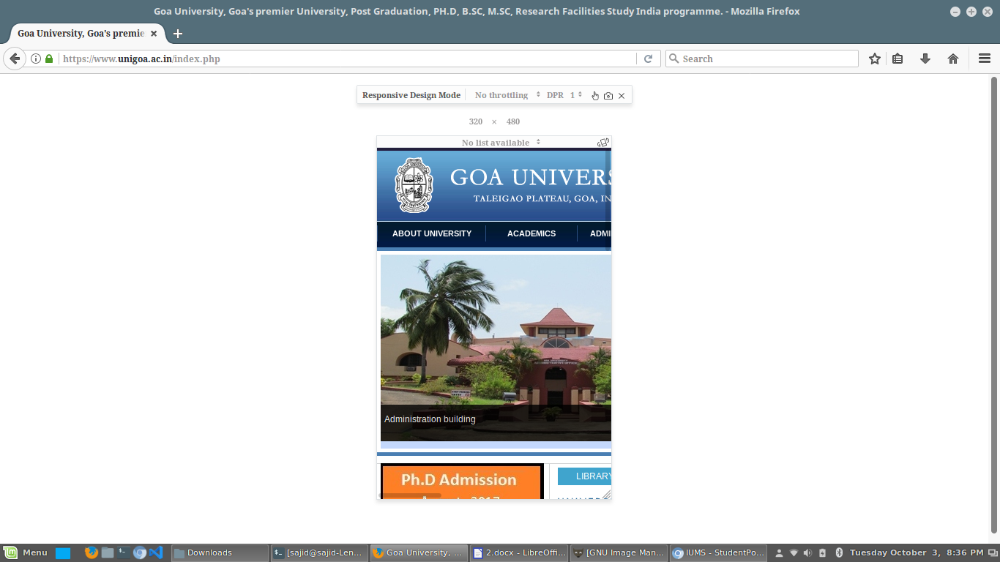 Goa University, Goa's premier University, Post Graduation, PH.D, B.SC, M.SC, Research Facilities Study India programme. - Mozilla Firefox
Goa University, Goa's premie
https://www.unigoa.ac.in/index.php
Search
Responsive Design Mode No throttling DPR 1
320 × 480
No list available
GOA UNIVERS
TALEIGAO PLATEAU, GOA, IN
ABOUT UNIVERSITY ACADEMICS ADMI
Administration building
Ph.D Admission
LIBRARY
Menu
Downloads
[sajid@sajid-Len...
Goa University, ...
2.docx - LibreOffi...
[GNU Image Man...
IUMS - StudentPo...
Tuesday October 3, 8:36 PM